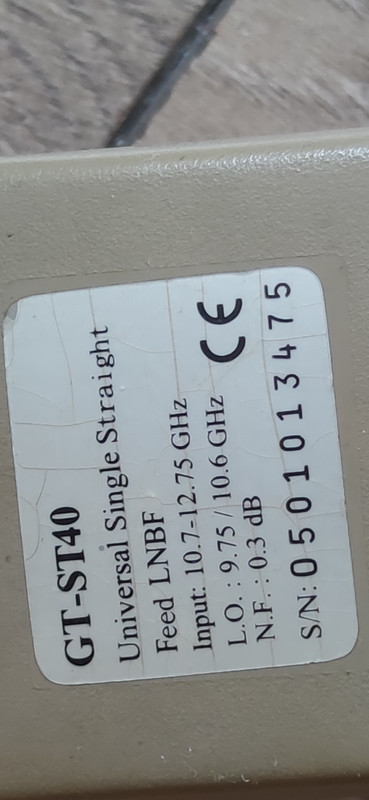 GT-ST40
Universal Single Straight
Feed LNBF
Input: 10.7-12.75 GHz
L.O. : 9.75 / 10.6 GHz
N.F. : 0.3 dB
CE
S/N: 0501013475